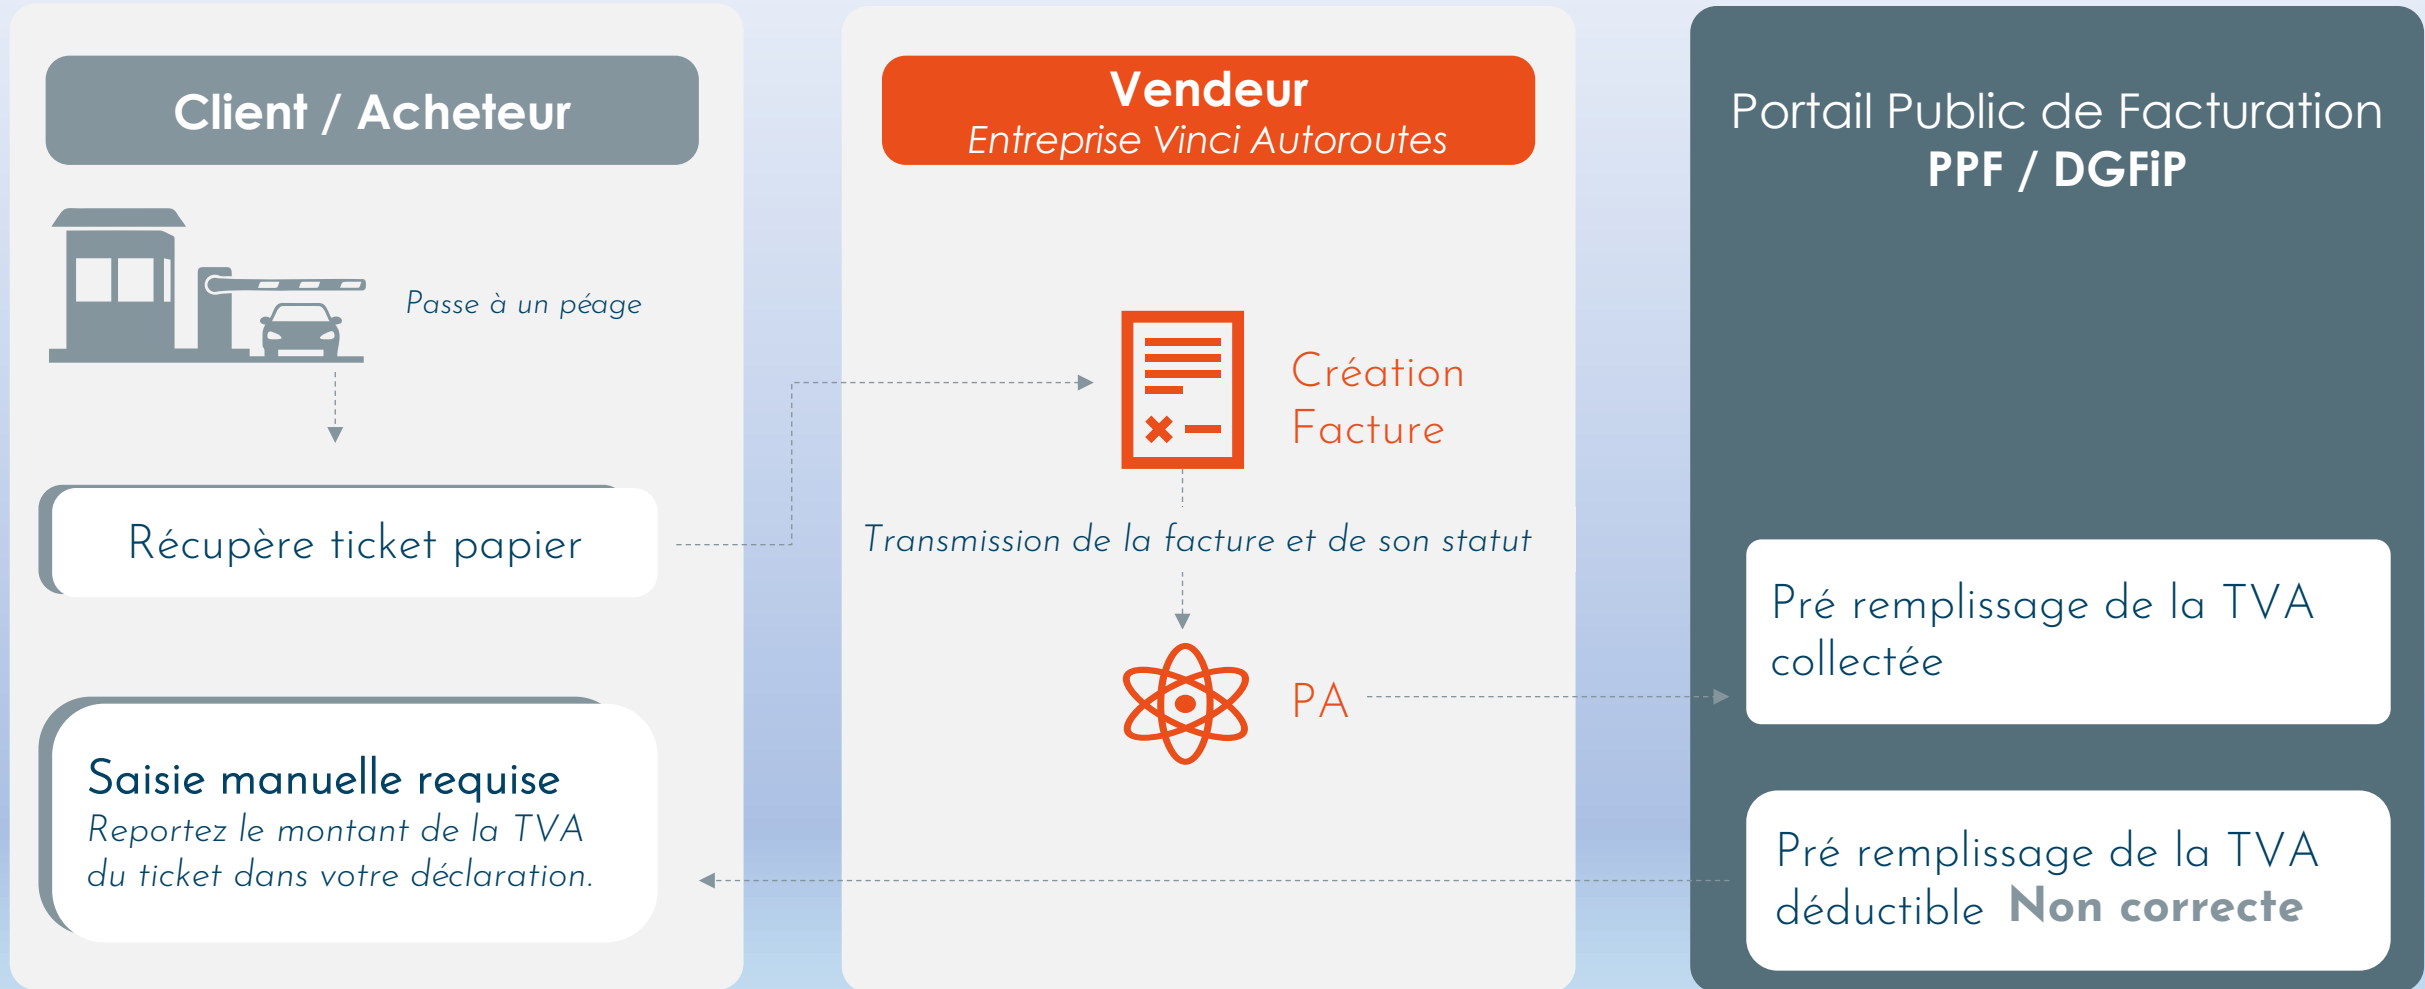 Client / Acheteur
Passe à un péage
Récupère ticket papier
Saisie manuelle requise
Reportez le montant de la TVA
du ticket dans votre déclaration.
Vendeur
Entreprise Vinci Autoroutes
Création
Facture
Transmission de la facture et de son statut
PA
Portail Public de Facturation
PPF / DGFiP
Pré remplissage de la TVA
collectée
Pré remplissage de la TVA
déductible Non correcte